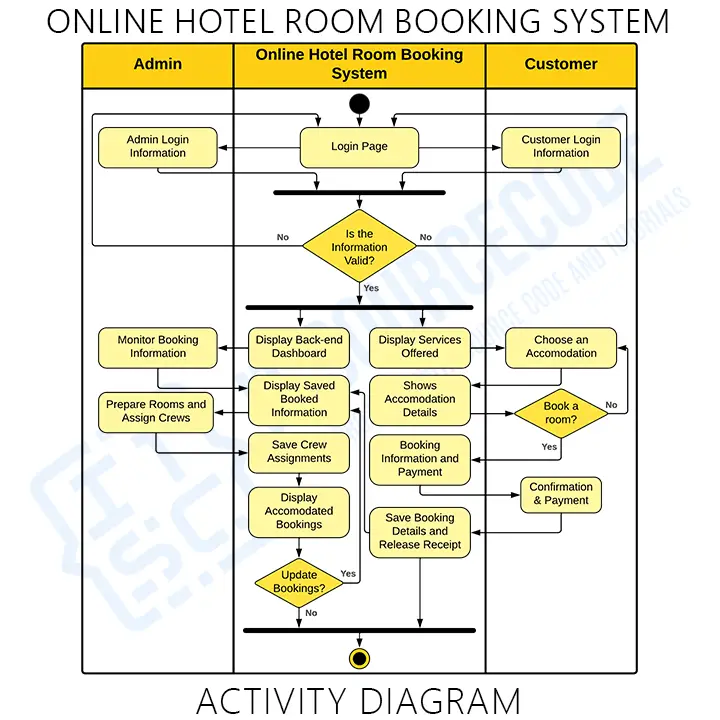 ONLINE HOTEL ROOM BOOKING SYSTEM
Admin
Online Hotel Room Booking
System
Customer
Admin Login
Information
Login Page
Customer Login
Information
No
Is the
Information
Valid?
No
Yes
Monitor Booking
Information
Display Back-end
Dashboard
Display Services
Offered
Choose an
Accomodation
Display Saved
Booked
Information
Shows
Accomodation
Details
Prepare Rooms and
Assign Crews
Book a
room?
No
Yes
Save Crew
Assignments
Booking
Information and
Payment
Display
Accomodated
Bookings
Confirmation
& Payment
Save Booking
Details and
Release Receipt
Update
Bookings?
Yes
No
ACTIVITY DIAGRAM